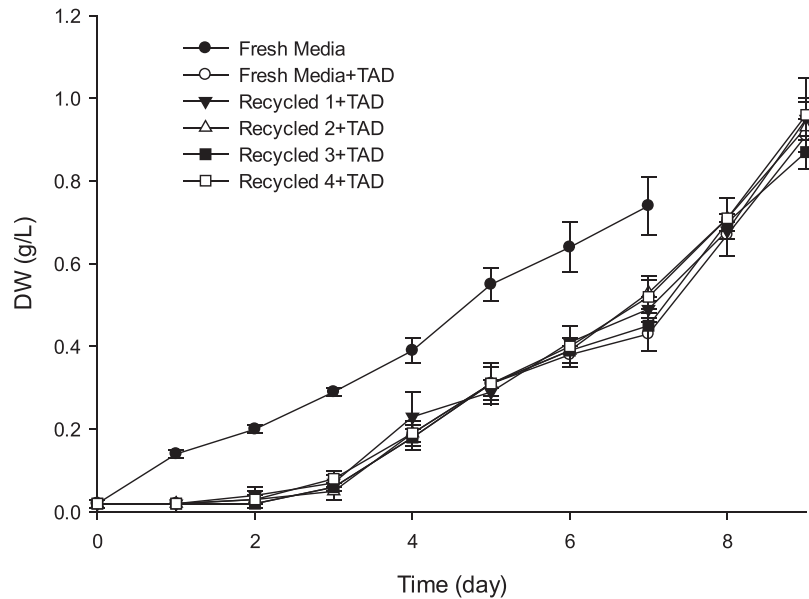 1.2
1.0
0.8
0.6
0.4
0.2
0.0
DW (g/L)
Fresh Media
Fresh Media+TAD
Recycled 1+TAD
Recycled 2+TAD
Recycled 3+TAD
Recycled 4+TAD
0 2 4 6 8
Time (day)